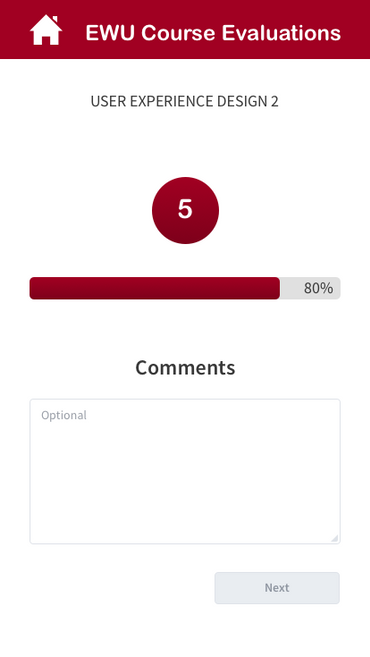 EWU Course Evaluations
USER EXPERIENCE DESIGN 2
5
80%
Comments
Optional
Next